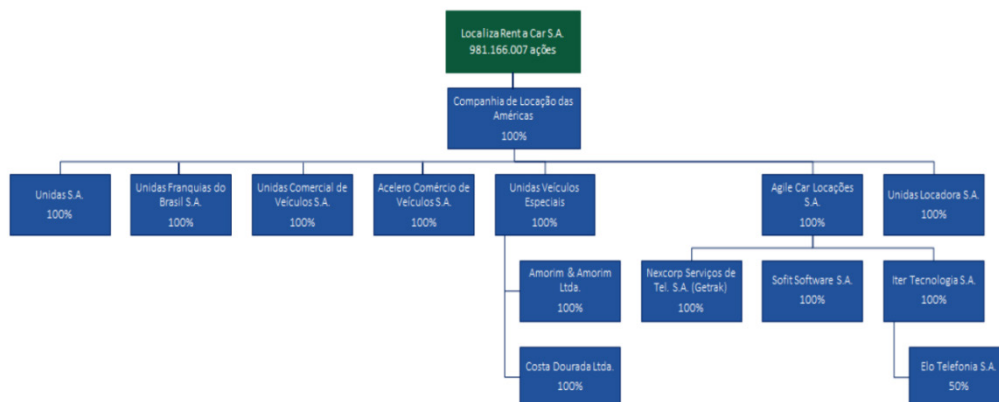 Localiza Rent a Car S.A.
981.166.007 ações
Companhia de Locação das
Américas
100%
Unidas S.A.
100%
Unidas Franquias do
Brasil S.A.
100%
Unidas Comercial de
Veículos S.A.
100%
Acelero Comércio de
Veículos S.A.
100%
Unidas Veículos
Especiais
100%
Agile Car Locações
S.A.
100%
Unidas Locadora S.A.
100%
Amorim & Amorim
Ltda.
100%
Nexcorp Serviços de
Tel. S.A. (Getrak)
100%
Sofit Software S.A.
100%
Iter Tecnologia S.A.
100%
Costa Dourada Ltda.
100%
Elo Telefonia S.A.
50%